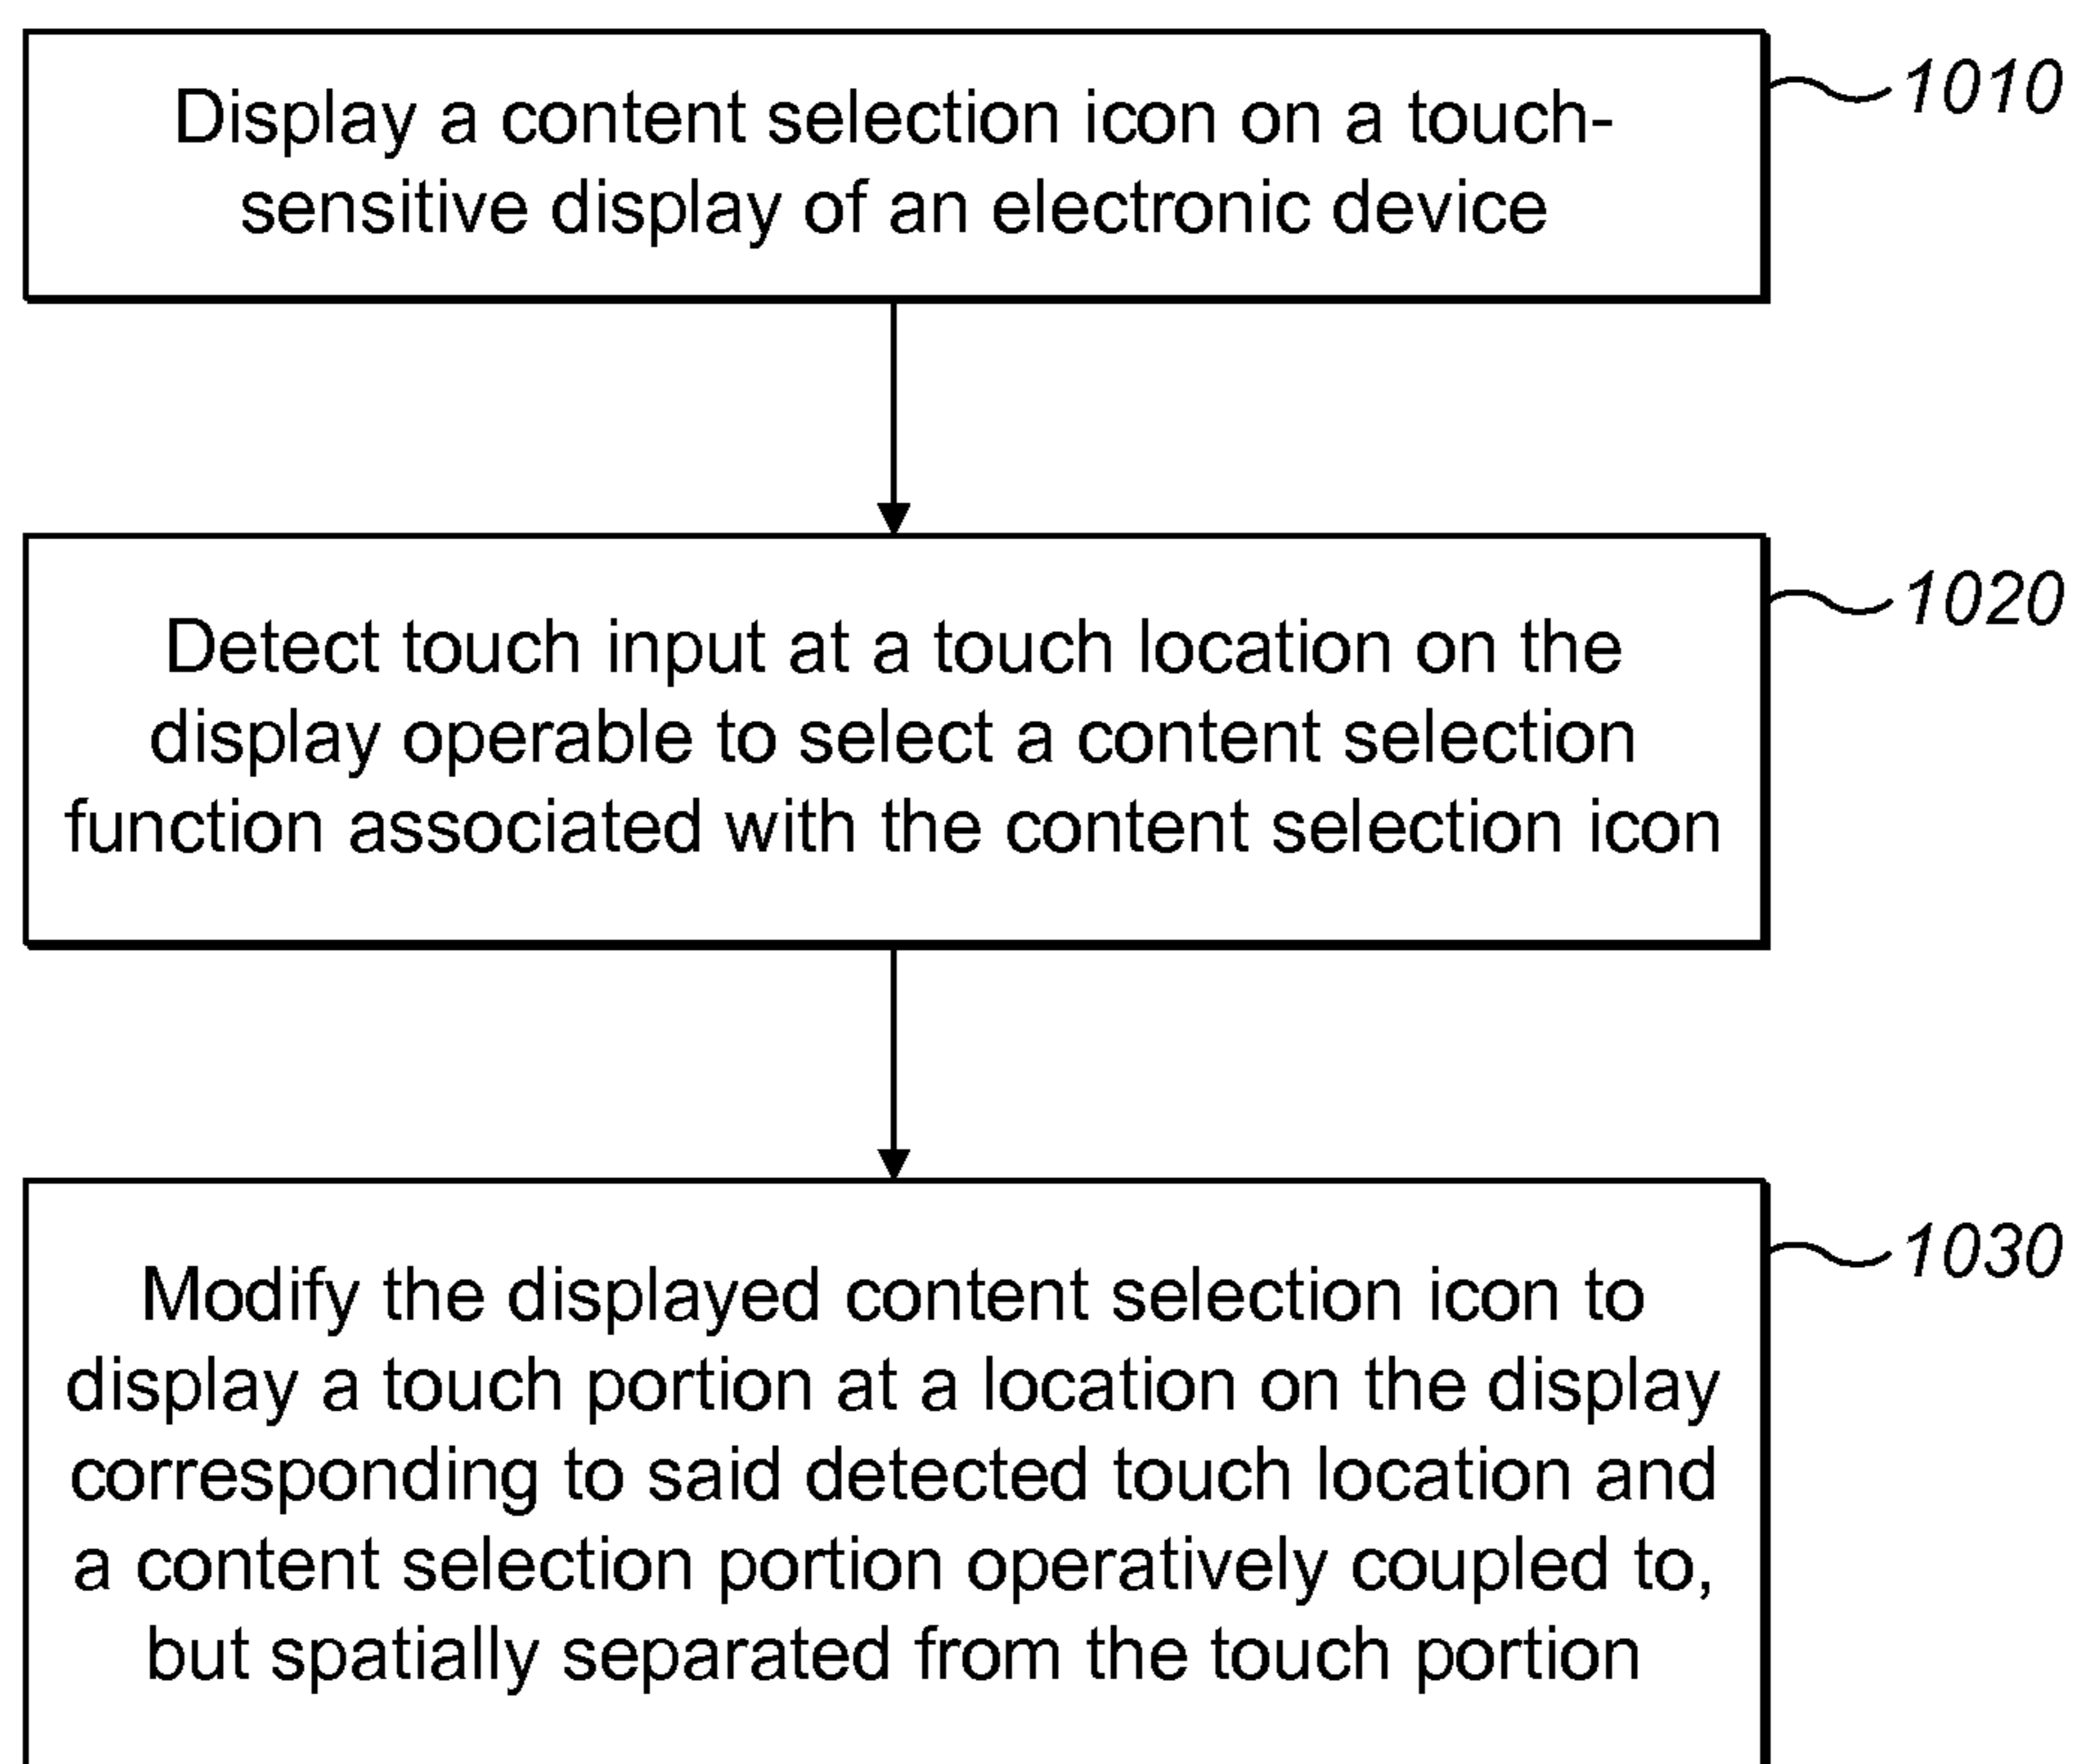 Display a content selection icon on a touch-
sensitive display of an electronic device
1010
Detect touch input at a touch location on the
display operable to select a content selection
function associated with the content selection icon
1020
Modify the displayed content selection icon to
display a touch portion at a location on the display
corresponding to said detected touch location and
a content selection portion operatively coupled to,
but spatially separated from the touch portion
1030